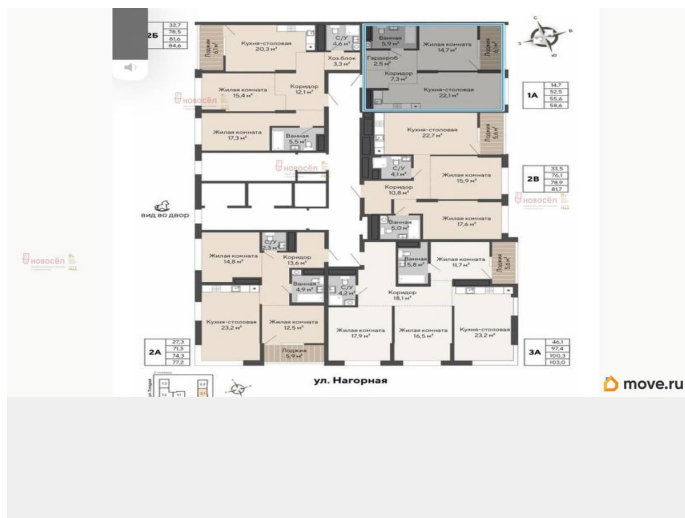 2Б
32,7
78,5
81,6
84,6
Лоджия
6,1 м²
Кухня-столовая
20,3 м²
С/У
4,6 м²
Хоз.блок
3,3 м²
Жилая комната
15,4 м²
Коридор
12,1 м²
Жилая комната
17,3 м²
Ванная
5,5 м²
Ванная
5,9 м²
Жилая комната
14,7 м²
Лоджия
6,1 м²
Гардероб
2,5 м²
Коридор
7,3 м²
Кухня-столовая
22,1 м²
1А
14,7
52,5
55,6
58,6
Кухня-столовая
22,7 м²
Лоджия
5,6 м²
С/У
4,1 м²
Жилая комната
15,9 м²
Коридор
10,8 м²
Ванная
5,0 м²
Жилая комната
17,6 м²
2В
33,5
76,1
78,9
81,7
новосёл
новосёл
новосёл
новосёл
вид во двор
Жилая комната
14,8 м²
С/У
2,3 м²
Коридор
13,6 м²
Ванная
4,9 м²
Кухня-столовая
23,2 м²
Жилая комната
12,5 м²
Лоджия
5,9 м²
2А
27,3
71,3
74,3
77,2
Ванная
5,8 м²
Жилая комната
11,7 м²
Лоджия
5,6 м²
С/У
4,2 м²
Коридор
18,1 м²
Жилая комната
17,9 м²
Жилая комната
16,5 м²
Кухня-столовая
23,2 м²
3А
46,1
97,4
100,3
103,0
ул. Нагорная
move.ru